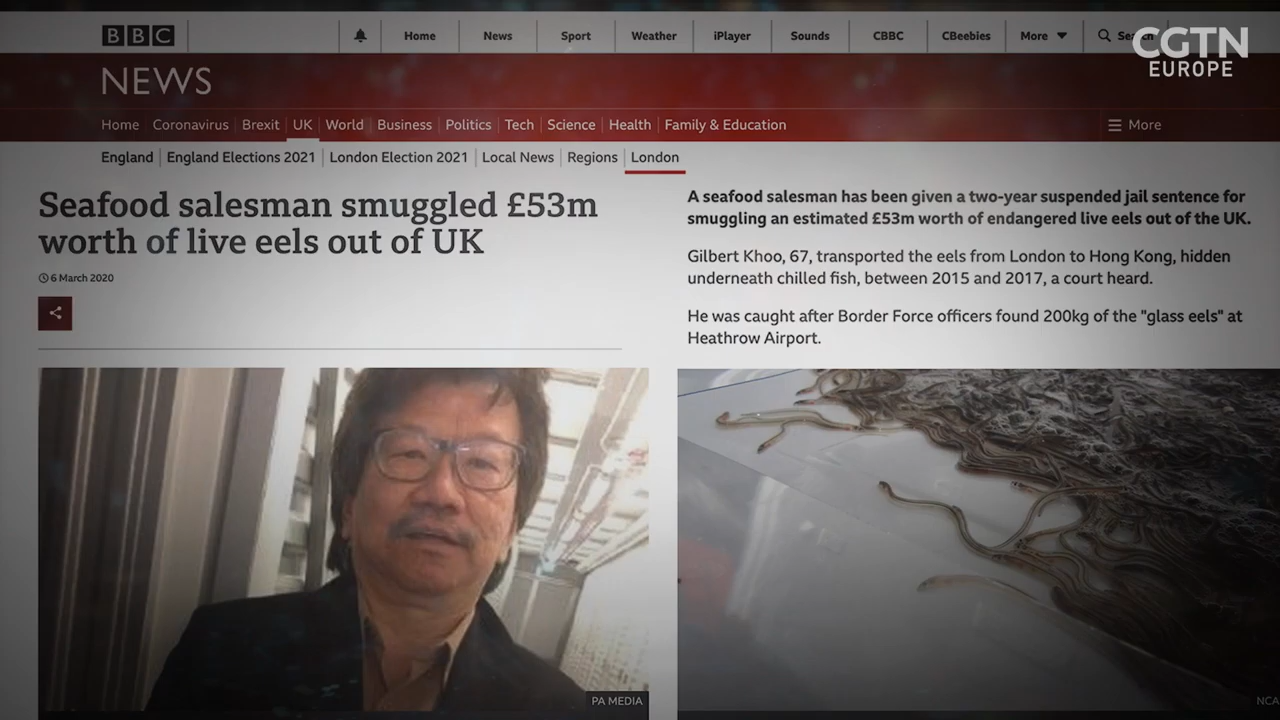 BBC
Home
News
Sport
Weather
iPlayer
Sounds
CBBC
CBeebies
More
CGTN
EUROPE
NEWS
Home
Coronavirus
Brexit
UK
World
Business
Politics
Tech
Science
Health
Family & Education
More
England
England Elections 2021
London Election 2021
Local News
Regions
London
Seafood salesman smuggled £53m
worth of live eels out of UK
6 March 2020
A seafood salesman has been given a two-year suspended jail sentence for
smuggling an estimated £53m worth of endangered live eels out of the UK.
Gilbert Khoo, 67, transported the eels from London to Hong Kong, hidden
underneath chilled fish, between 2015 and 2017, a court heard.
He was caught after Border Force officers found 200kg of the "glass eels" at
Heathrow Airport.
PA MEDIA